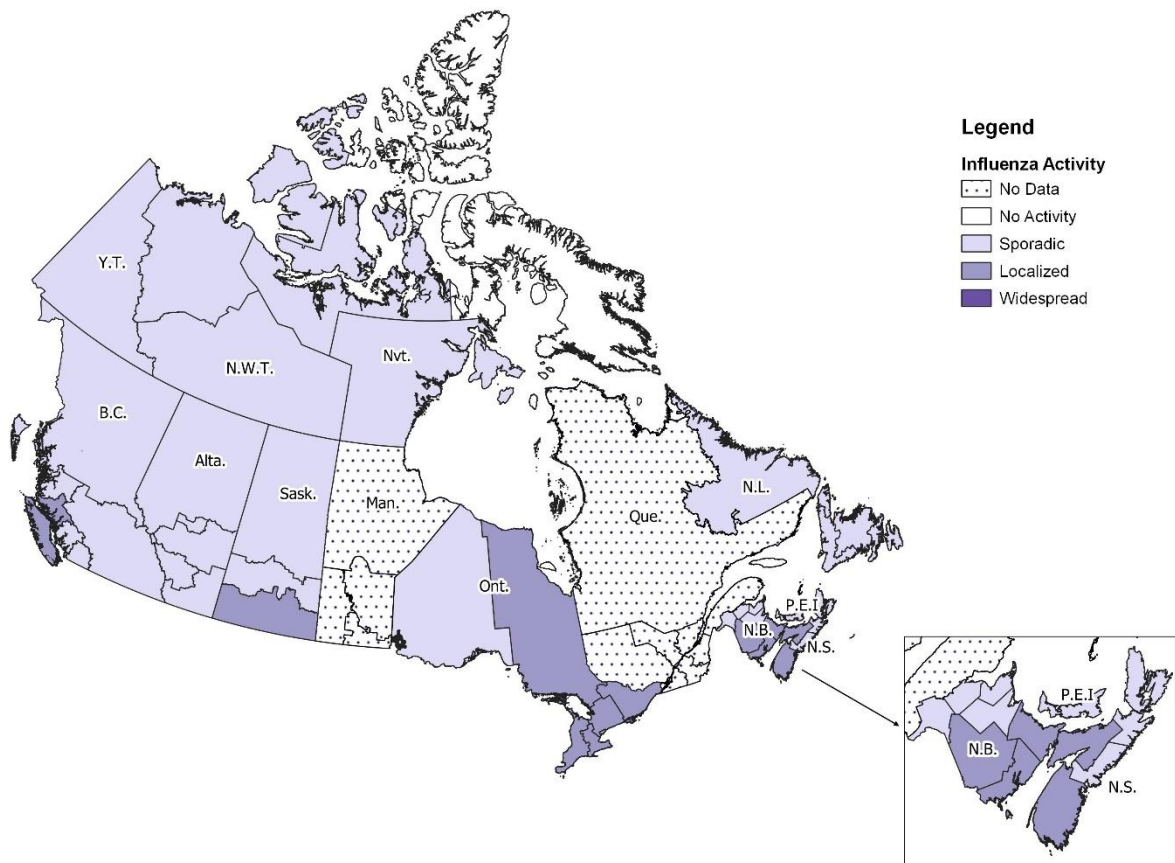 Legend
Influenza Activity
No Data
No Activity
Sporadic
Localized
Widespread
Y.T.
N.W.T.
Nvt.
B.C.
Alta.
Sask.
Man.
Ont.
Que.
N.L.
P.E.I
N.B.
N.S.
P.E.I
N.B.
N.S.